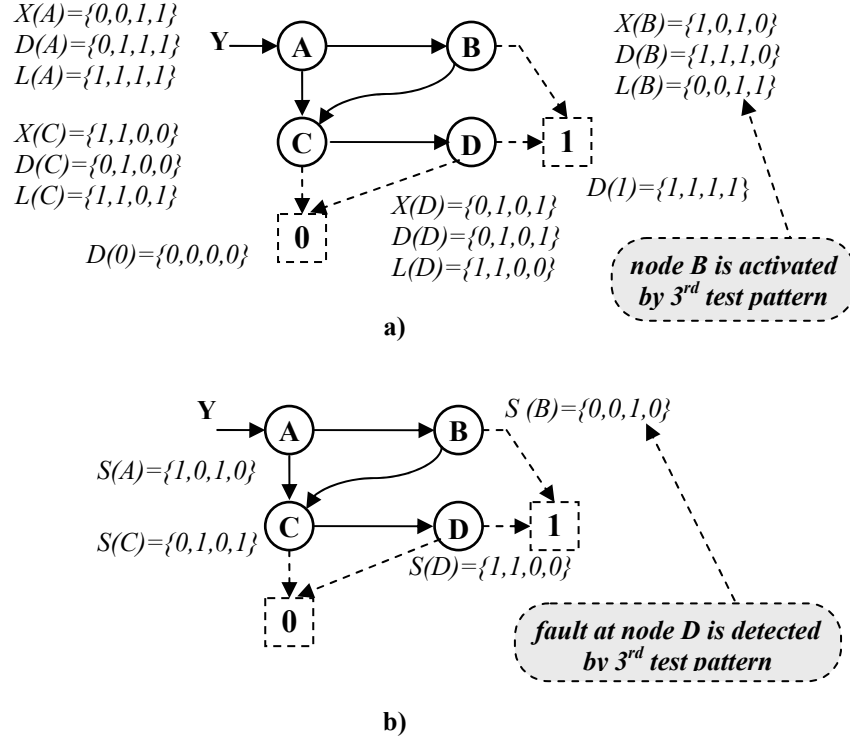 X(A)={0,0,1,1}
D(A)={0,1,1,1}
L(A)={1,1,1,1}
Y
A
B
X(B)={1,0,1,0}
D(B)={1,1,1,0}
L(B)={0,0,1,1}
X(C)={1,1,0,0}
D(C)={0,1,0,0}
L(C)={1,1,0,1}
C
D
1
X(D)={0,1,0,1}
D(D)={0,1,0,1}
L(D)={1,1,0,0}
D(1)={1,1,1,1}
D(0)={0,0,0,0}
0
node B is activated
by 3rd test pattern
a)
Y
A
B
S (B)={0,0,1,0}
S(A)={1,0,1,0}
C
D
1
S(C)={0,1,0,1}
S(D)={1,1,0,0}
0
fault at node D is detected
by 3rd test pattern
b)